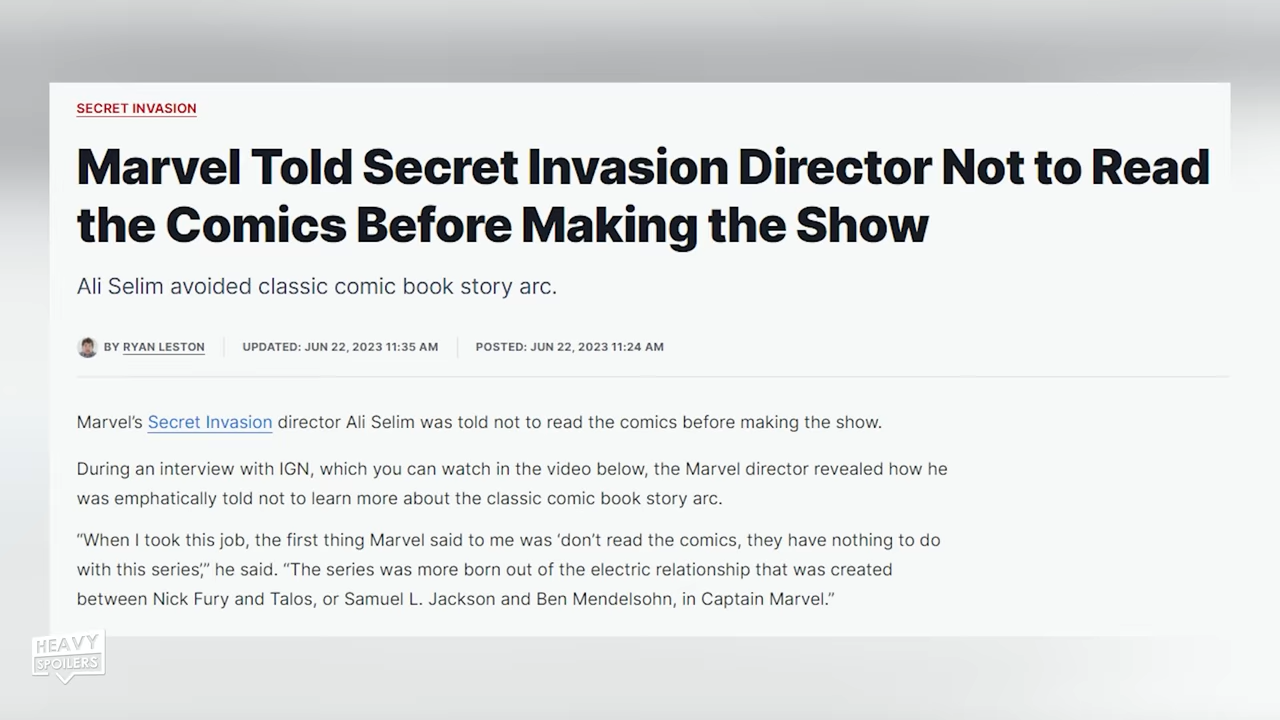 SECRET INVASION
Marvel Told Secret Invasion Director Not to Read
the Comics Before Making the Show
Ali Selim avoided classic comic book story arc.
BY RYAN LESTON UPDATED: JUN 22, 2023 11:35 AM POSTED: JUN 22, 2023 11:24 AM
Marvel's Secret Invasion director Ali Selim was told not to read the comics before making the show.
During an interview with IGN, which you can watch in the video below, the Marvel director revealed how he
was emphatically told not to learn more about the classic comic book story arc.
“When I took this job, the first thing Marvel said to me was ‘don’t read the comics, they have nothing to do
with this series’,” he said. “The series was more born out of the electric relationship that was created
between Nick Fury and Talos, or Samuel L. Jackson and Ben Mendelsohn, in Captain Marvel.”
HEAVY
SPOILERS